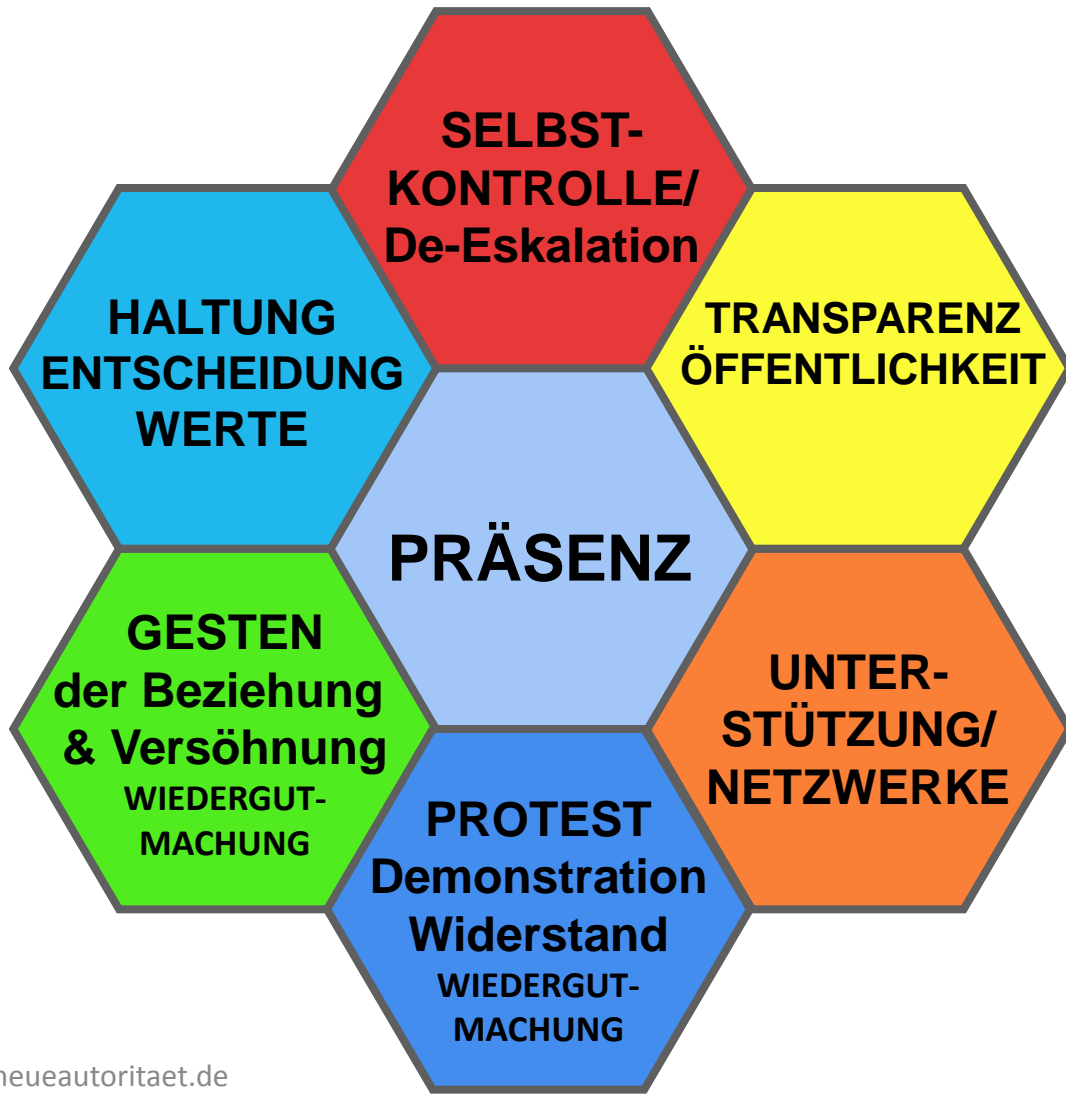 SELBST-
KONTROLLE/
De-Eskalation
TRANSPARENZ
ÖFFENTLICHKEIT
HALTUNG
ENTSCHEIDUNG
WERTE
PRÄSENZ
GESTEN
der Beziehung
& Versöhnung
WIEDERGUT-
MACHUNG
UNTER-
STÜTZUNG/
NETZWERKE
PROTEST
Demonstration
Widerstand
WIEDERGUT-
MACHUNG
neueautoritaet.de